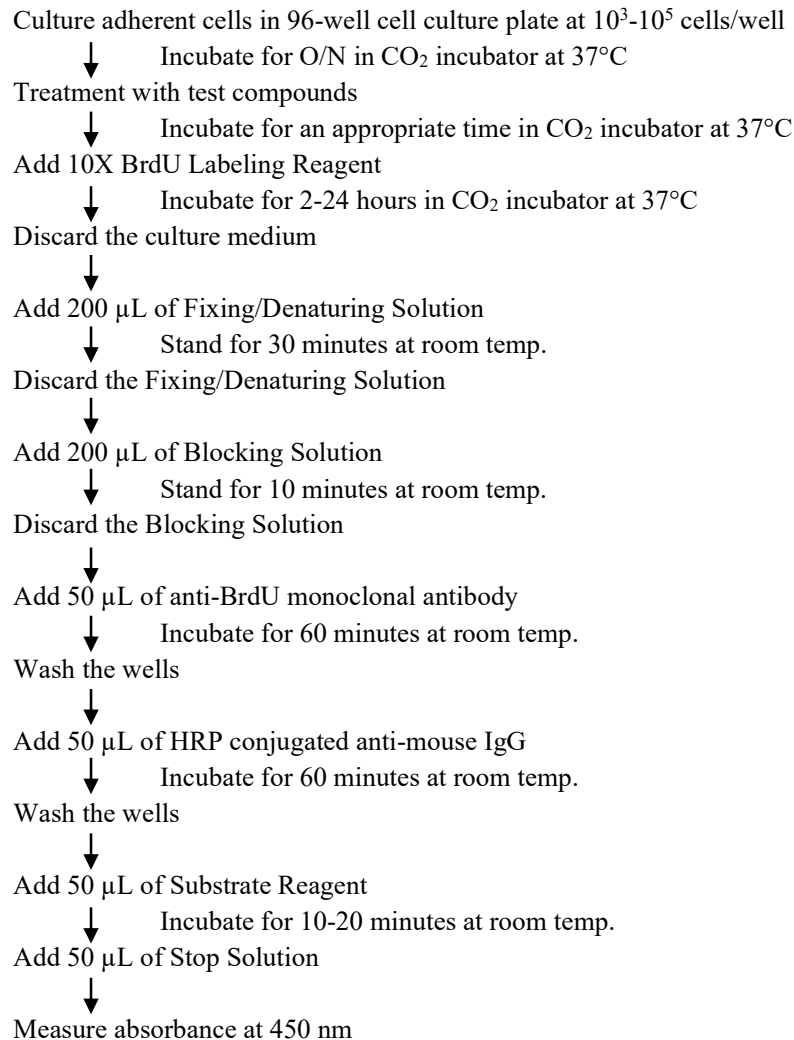 Culture adherent cells in 96-well cell culture plate at 10³-10⁵ cells/well
Incubate for O/N in CO₂ incubator at 37°C
Treatment with test compounds
Incubate for an appropriate time in CO₂ incubator at 37°C
Add 10X BrdU Labeling Reagent
Incubate for 2-24 hours in CO₂ incubator at 37°C
Discard the culture medium
Add 200 µL of Fixing/Denaturing Solution
Stand for 30 minutes at room temp.
Discard the Fixing/Denaturing Solution
Add 200 µL of Blocking Solution
Stand for 10 minutes at room temp.
Discard the Blocking Solution
Add 50 µL of anti-BrdU monoclonal antibody
Incubate for 60 minutes at room temp.
Wash the wells
Add 50 µL of HRP conjugated anti-mouse IgG
Incubate for 60 minutes at room temp.
Wash the wells
Add 50 µL of Substrate Reagent
Incubate for 10-20 minutes at room temp.
Add 50 µL of Stop Solution
Measure absorbance at 450 nm